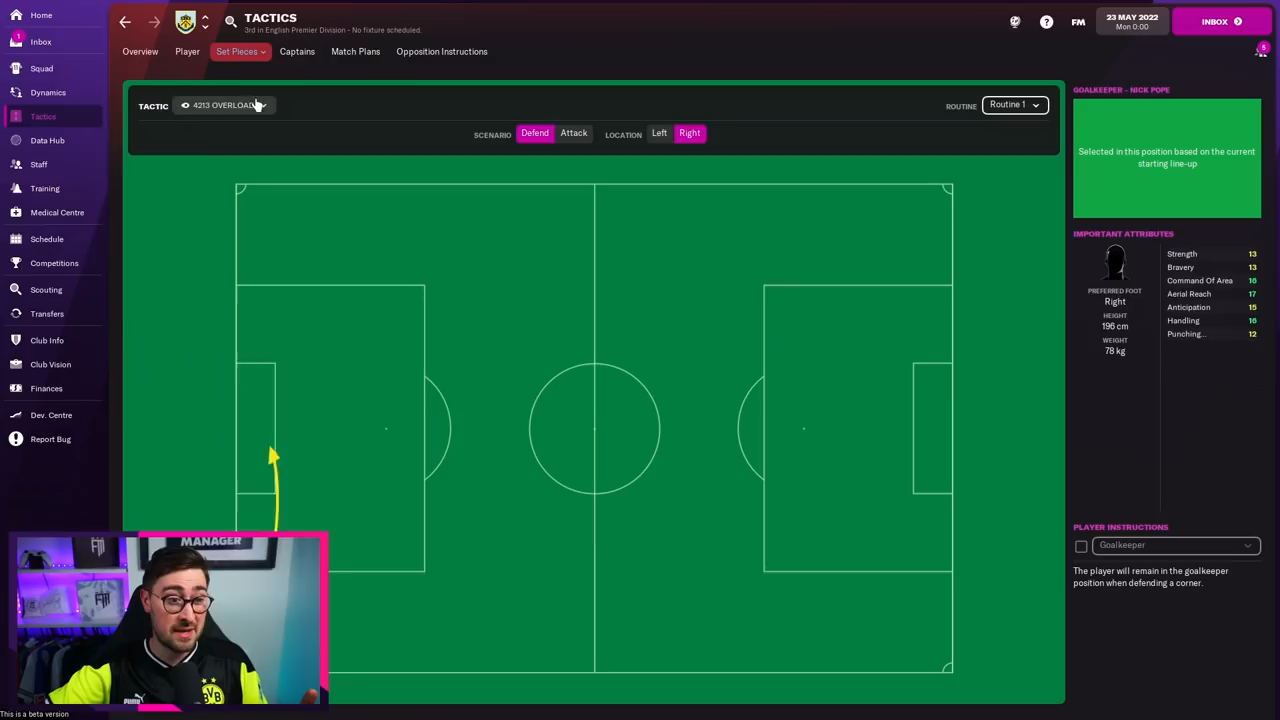 Home
Inbox
1
Squad
Dynamics
Tactics
Data Hub
Staff
Training
Medical Centre
Schedule
Competitions
Scouting
Transfers
Club Info
Club Vision
Finances
Dev. Centre
Report Bug
TACTICS
3rd in English Premier Division - No fixture scheduled.
FM
23 MAY 2022
Mon 0:00
INBOX
5
Overview
Player
Set Pieces
Captains
Match Plans
Opposition Instructions
TACTIC
4213 OVERLOAD
ROUTINE
Routine 1
SCENARIO
Defend
Attack
LOCATION
Left
Right
GOALKEEPER - NICK POPE
Selected in this position based on the current
starting line-up
IMPORTANT ATTRIBUTES
PREFERRED FOOT
Right
HEIGHT
196 cm
WEIGHT
78 kg
Strength 13
Bravery 13
Command Of Area 16
Aerial Reach 17
Anticipation 15
Handling 16
Punching... 12
PLAYER INSTRUCTIONS
Goalkeeper
The player will remain in the goalkeeper
position when defending a corner.
MANAGER
PUMA
BVB
09
This is a beta version